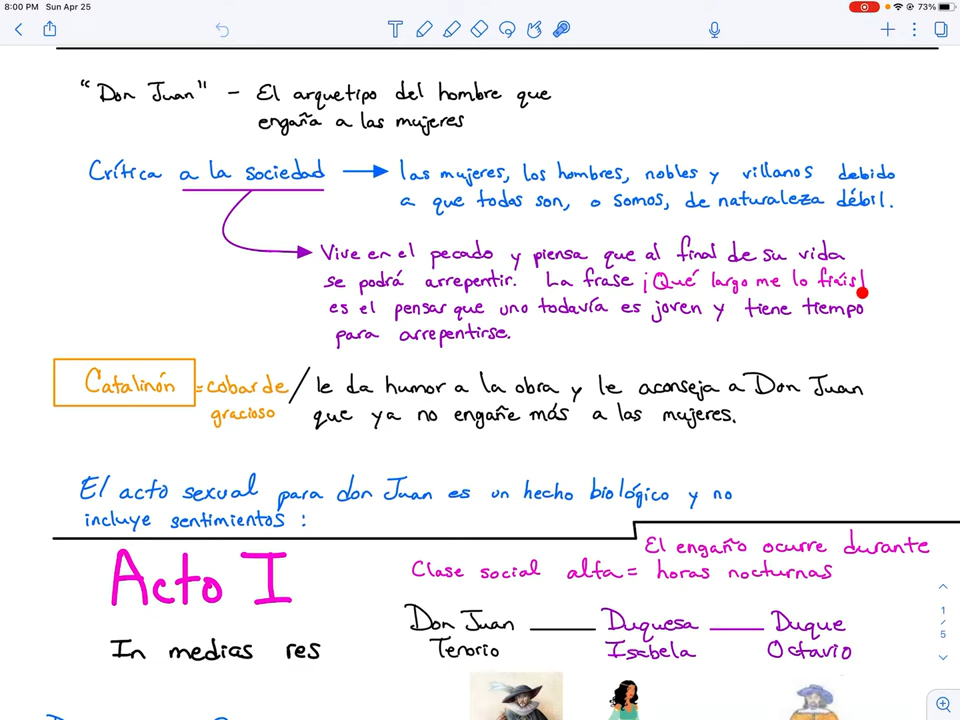 8:00 PM Sun Apr 25
73%
"Don Juan" - El arquetipo del hombre que
engaña a las mujeres
Crítica a la sociedad → las mujeres, los hombres, nobles y villanos debido
a que todos son, o somos, de naturaleza débil.
Vive en el pecado y piensa que al final de su vida
se podrá arrepentir. La frase ¡Qué largo me lo fiáis!
es el pensar que uno todavía es joven y tiene tiempo
para arrepentirse.
Catalinón = cobarde / le da humor a la obra y le aconseja a Don Juan
gracioso que ya no engañe más a las mujeres.
El acto sexual para don Juan es un hecho biológico y no
incluye sentimientos:
El engaño ocurre durante
Acto I Clase social alta = horas nocturnas
Don Juan Duquesa Duque
In medias res Tenorio Isabela Octavio
1
/
5